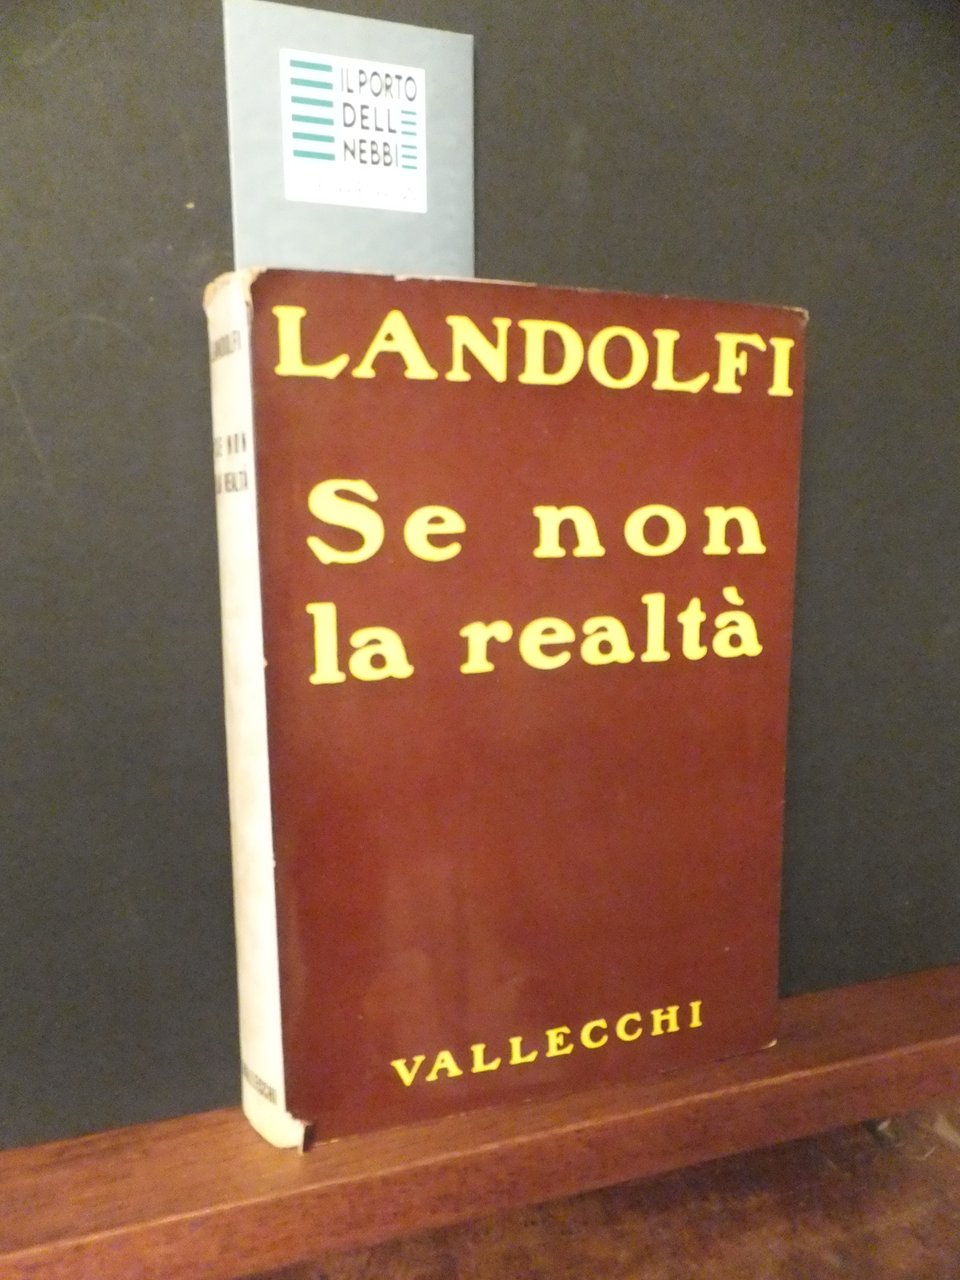 IL PORTO
DELLE
NEBBIE
LANDOLFI
Se non
la realtà
VALLECCHI
LANDOLFI
SE NON
LA REALTÀ
VALLECCHI